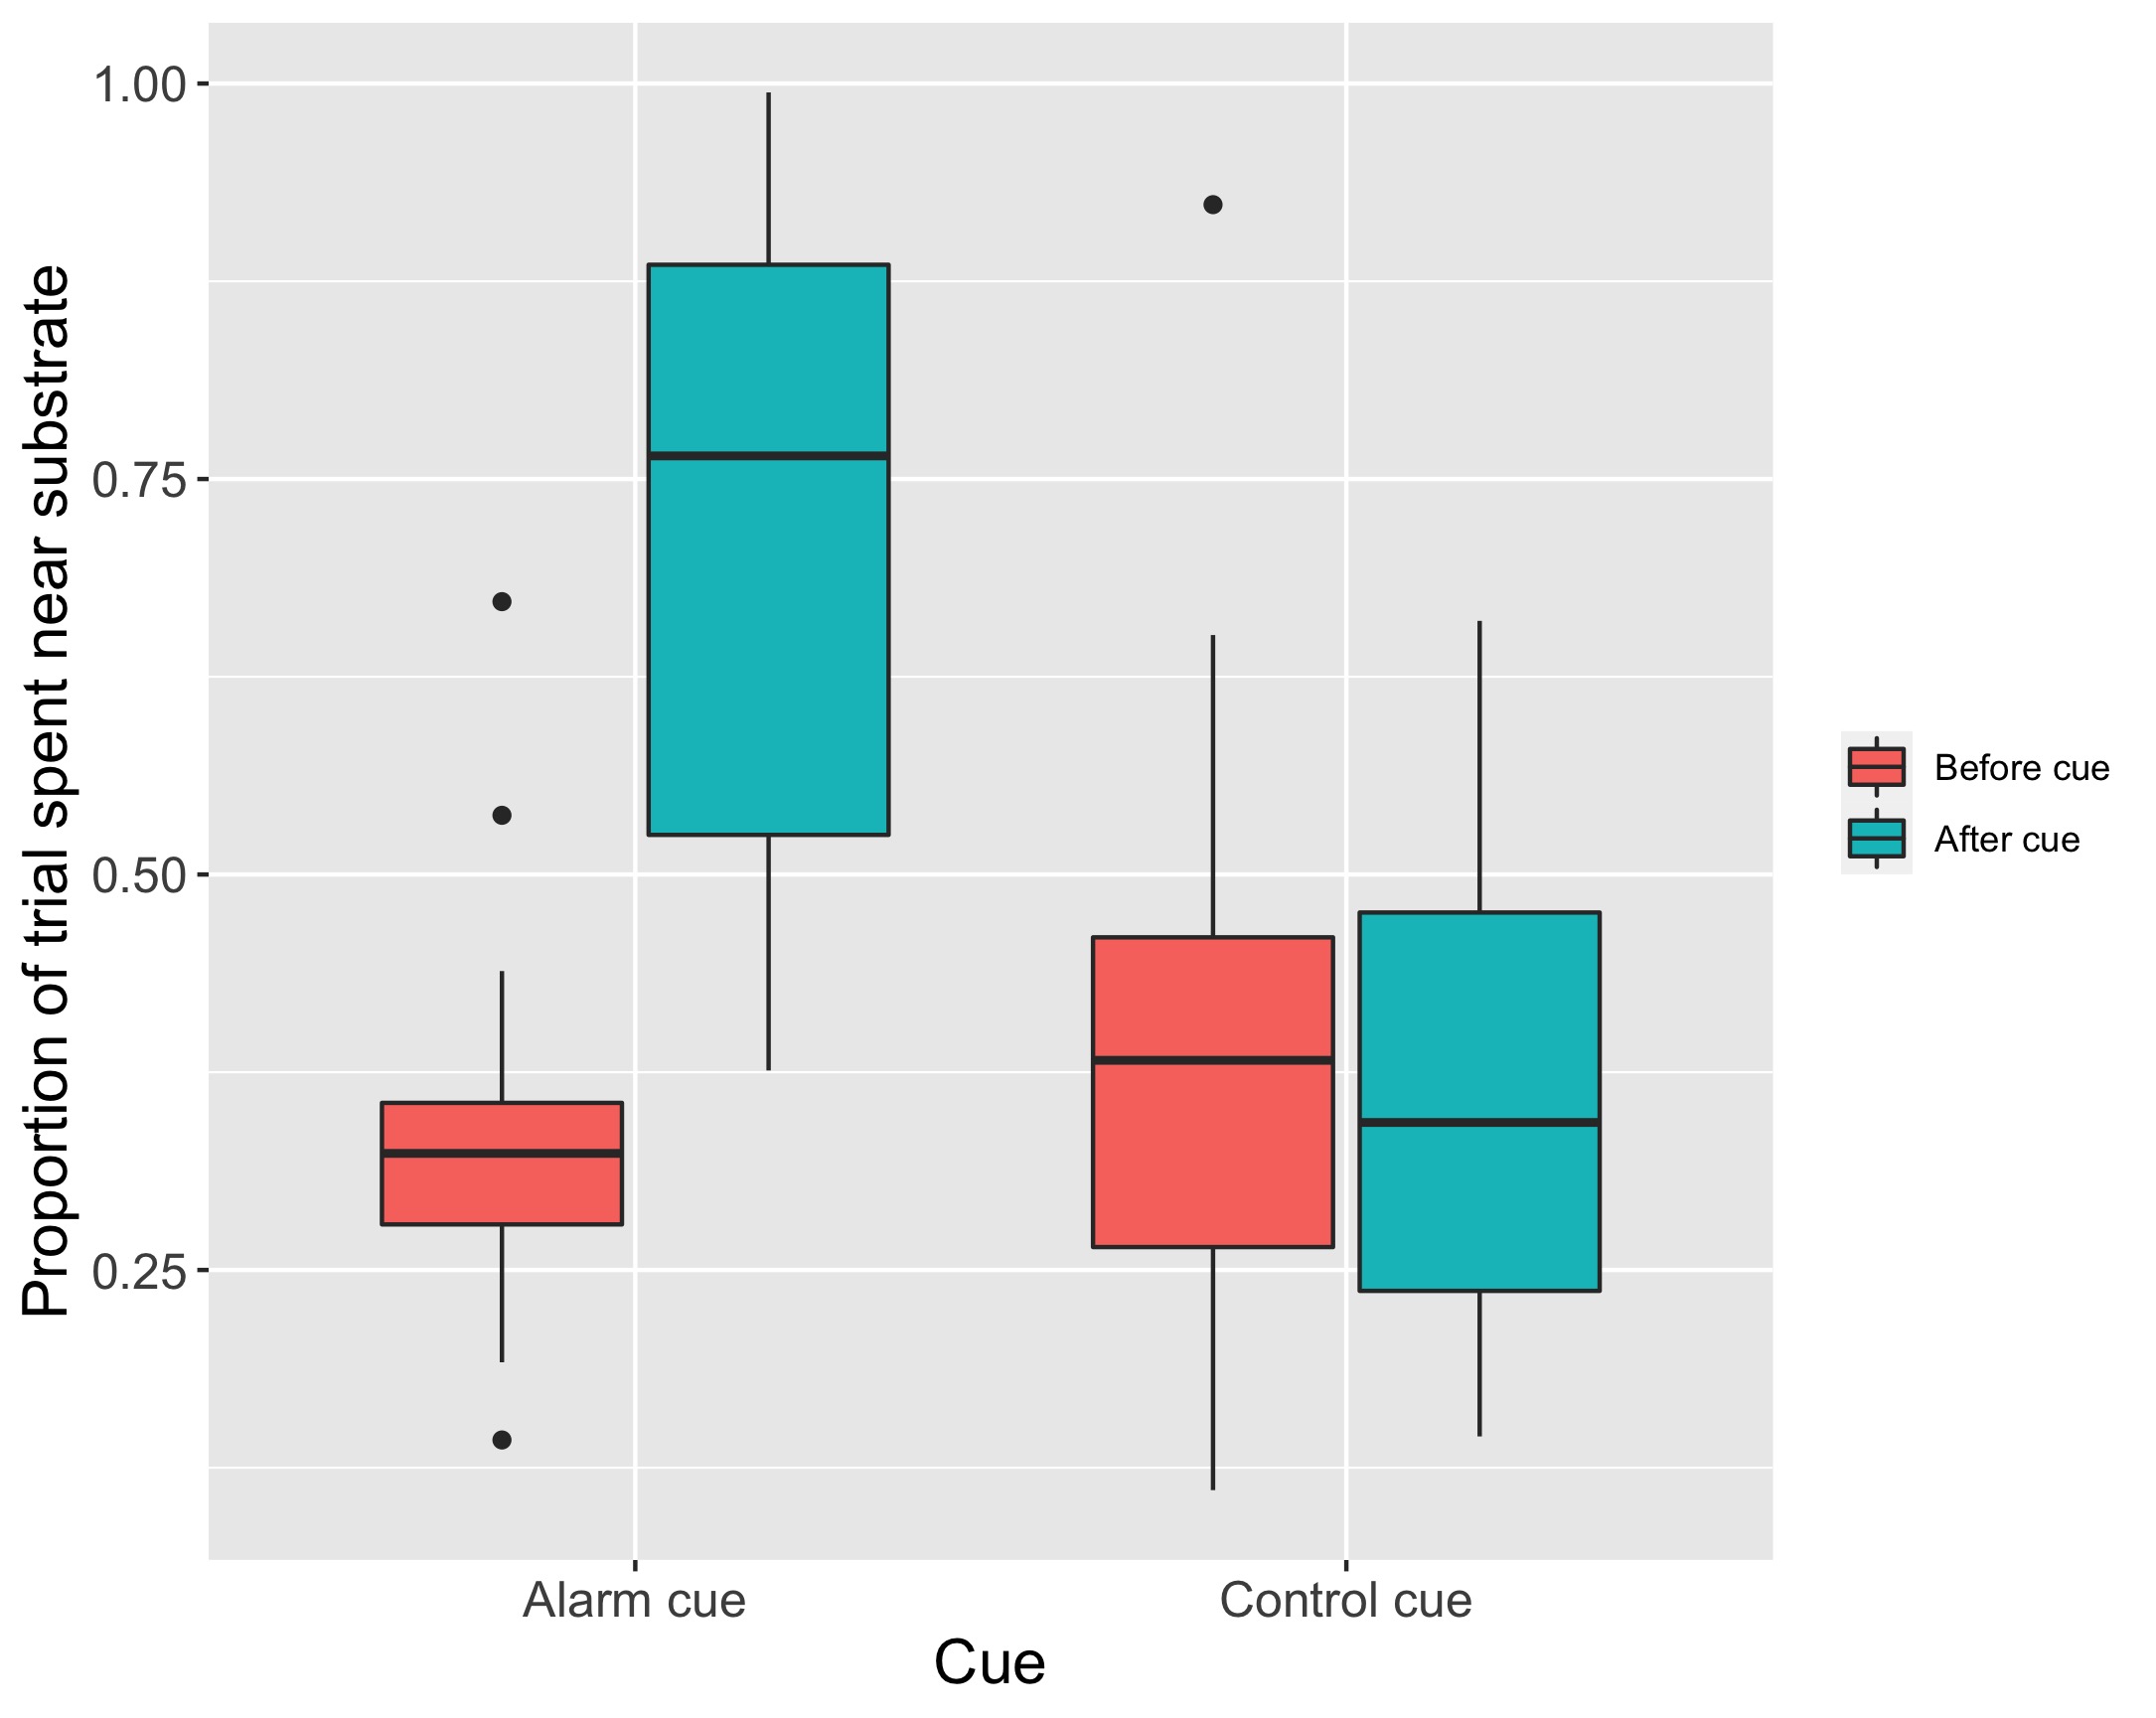 Proportion of trial spent near substrate
1.00
0.75
0.50
0.25
Alarm cue
Control cue
Cue
Before cue
After cue